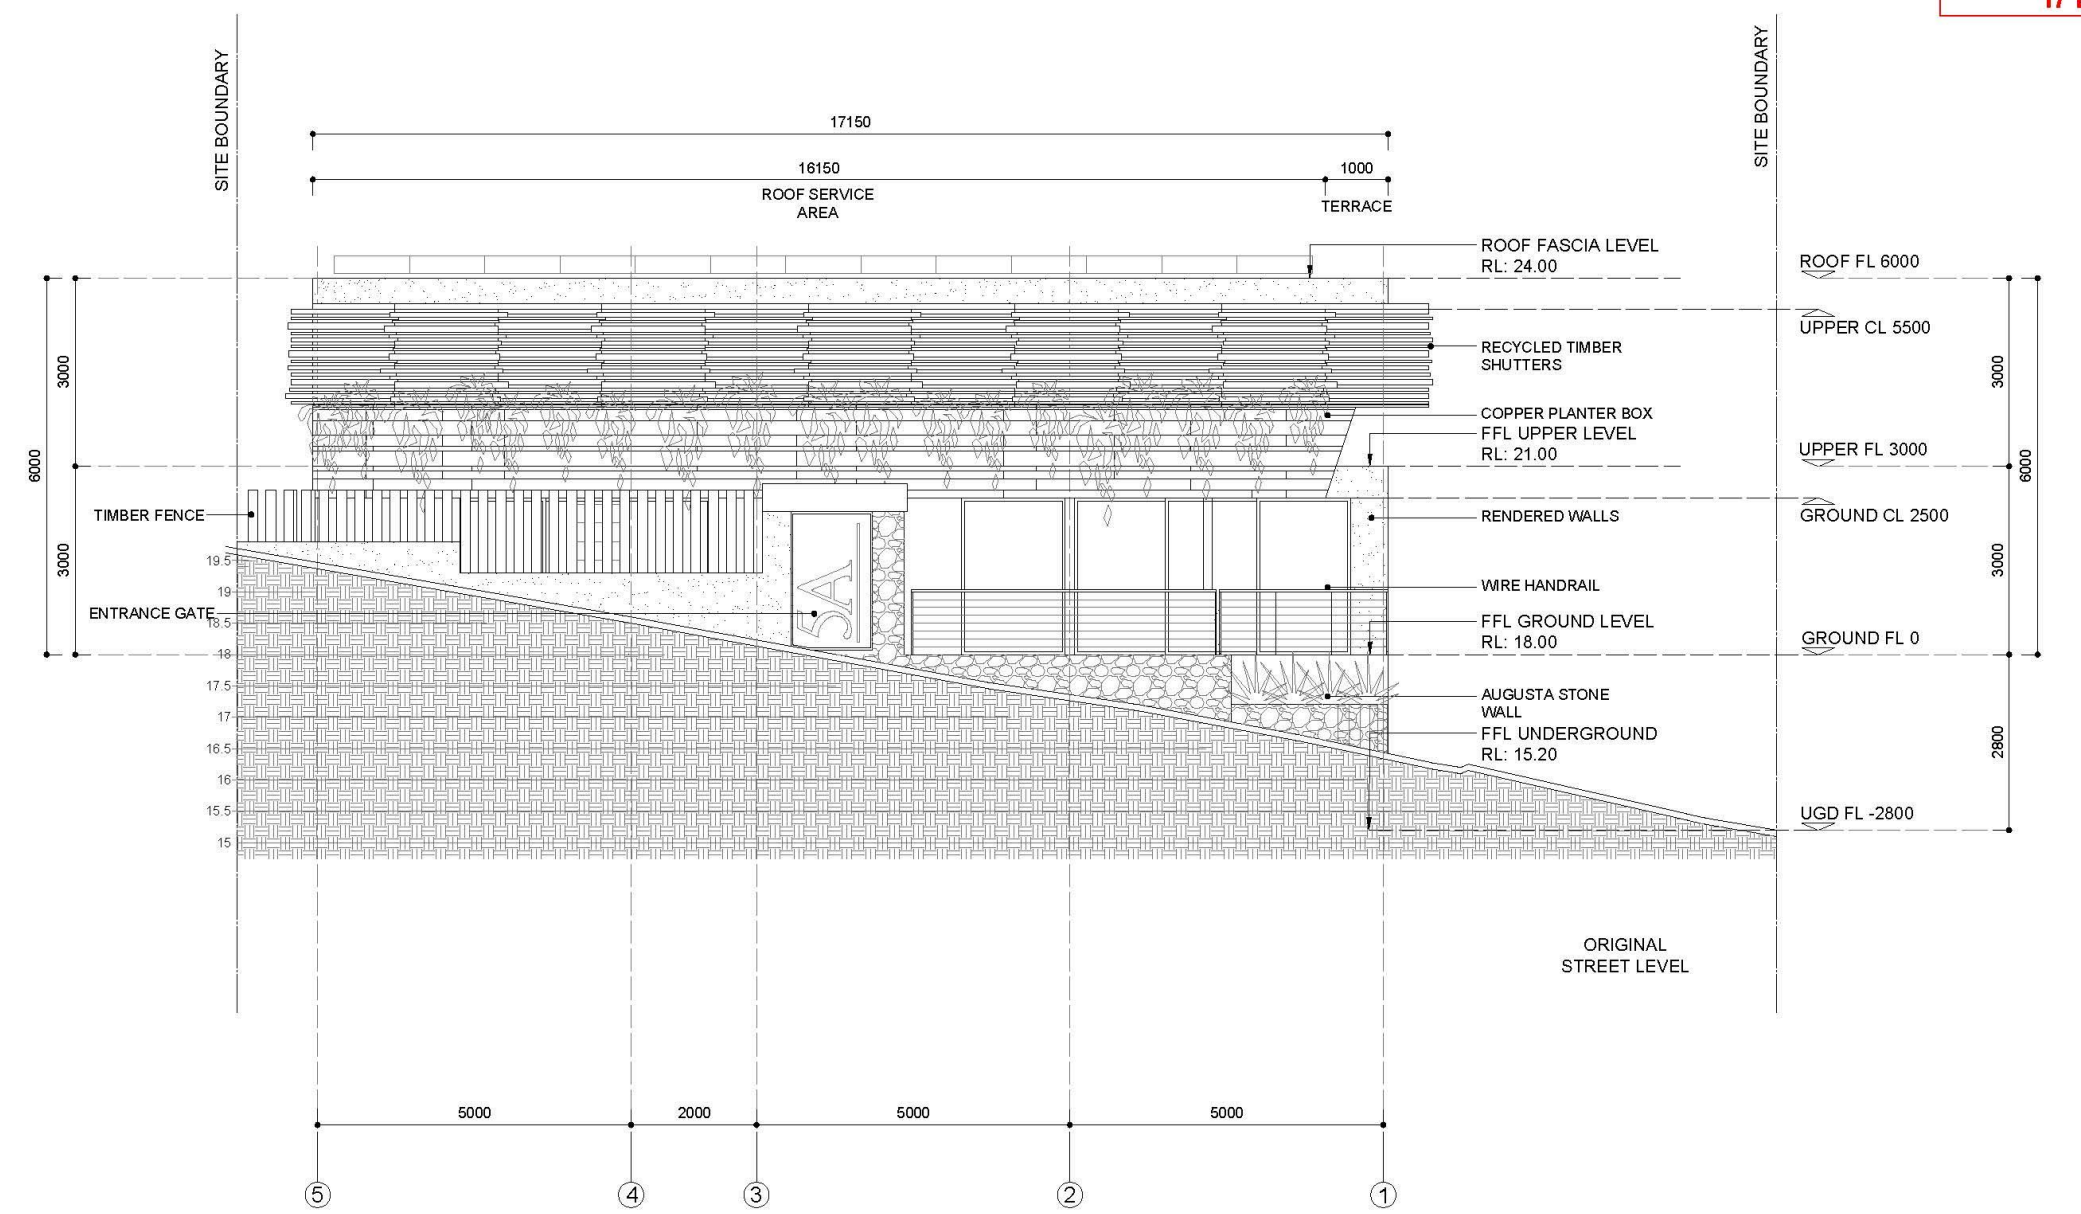 SITE BOUNDARY
SITE BOUNDARY
17150
16150
1000
ROOF SERVICE
AREA
TERRACE
ROOF FASCIA LEVEL
RL: 24.00
ROOF FL 6000
UPPER CL 5500
RECYCLED TIMBER
SHUTTERS
3000
3000
COPPER PLANTER BOX
FFL UPPER LEVEL
RL: 21.00
UPPER FL 3000
6000
6000
TIMBER FENCE
RENDERED WALLS
GROUND CL 2500
3000
3000
19.5
19
18.5
18
17.5
17
16.5
16
15.5
15
ENTRANCE GATE
5A
WIRE HANDRAIL
FFL GROUND LEVEL
RL: 18.00
GROUND FL 0
AUGUSTA STONE
WALL
FFL UNDERGROUND
RL: 15.20
2800
UGD FL -2800
ORIGINAL
STREET LEVEL
5000
2000
5000
5000
5
4
3
2
1